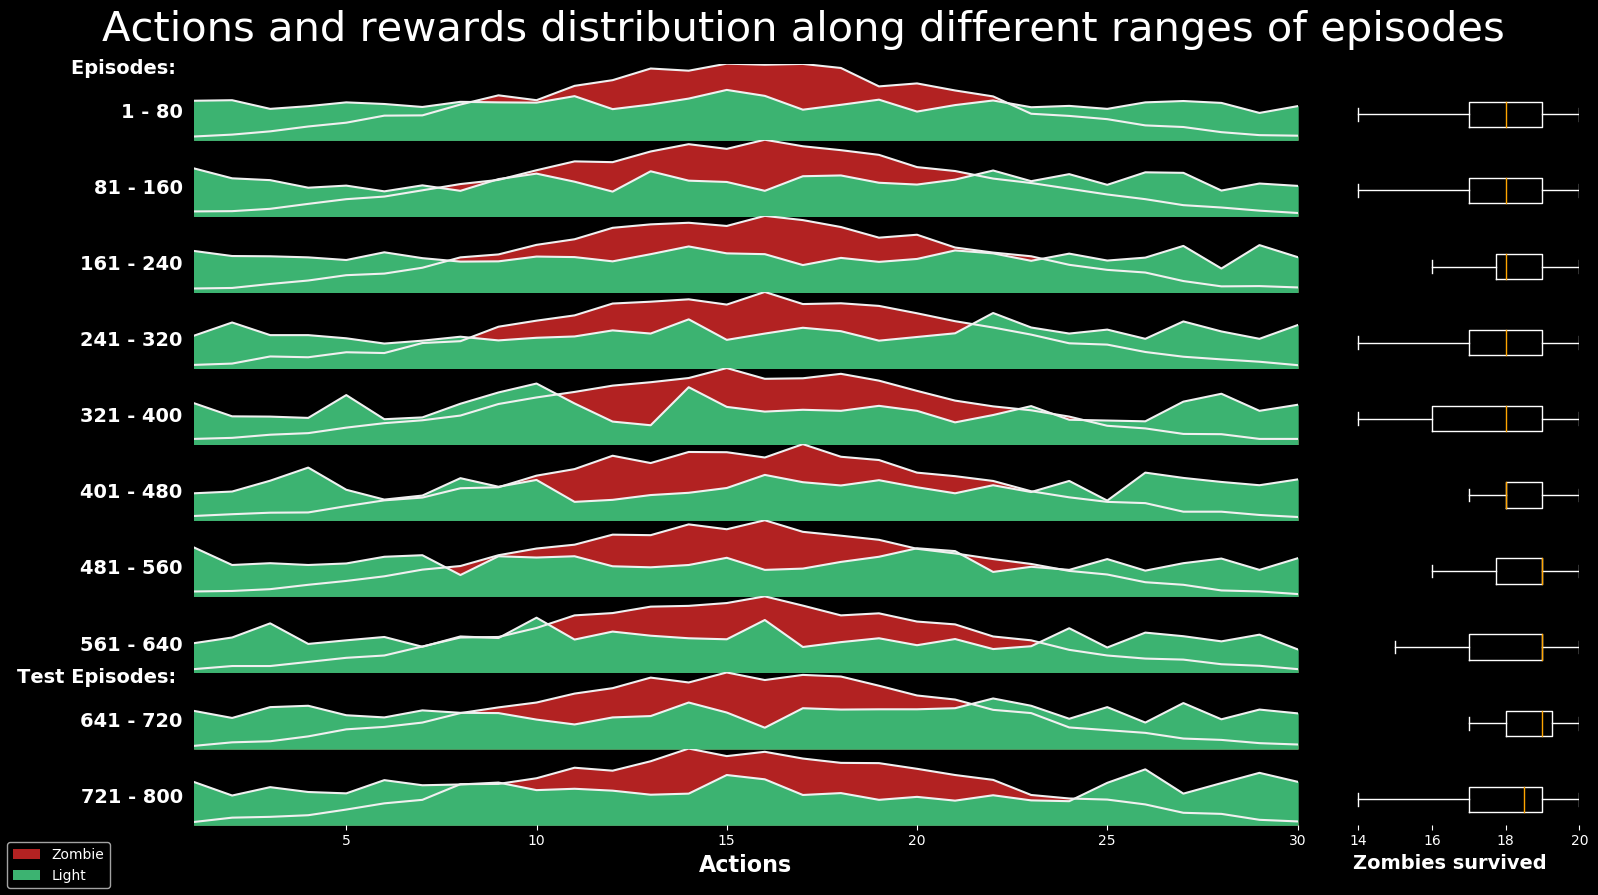 Actions and rewards distribution along different ranges of episodes
Episodes:
1 - 80
81 - 160
161 - 240
241 - 320
321 - 400
401 - 480
481 - 560
561 - 640
Test Episodes:
641 - 720
721 - 800
5 10 15 20 25 30
Actions
14 16 18 20
Zombies survived
Zombie
Light